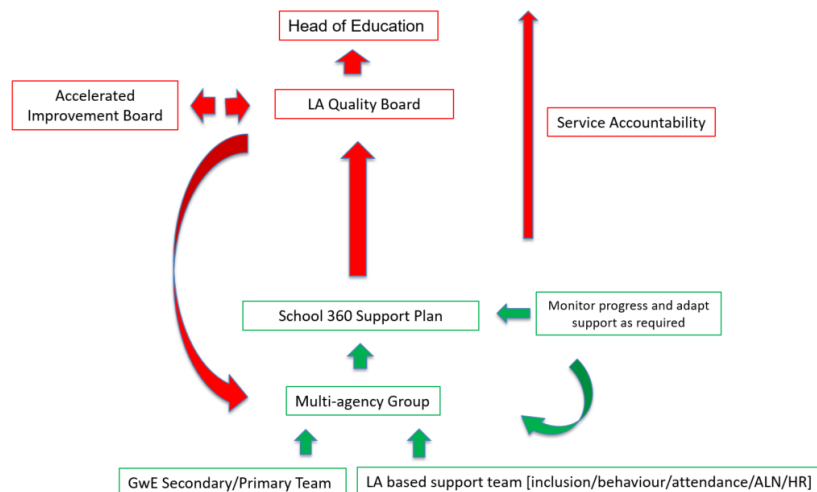 Head of Education
Accelerated
Improvement Board
LA Quality Board
Service Accountability
School 360 Support Plan
Monitor progress and adapt
support as required
Multi-agency Group
GwE Secondary/Primary Team
LA based support team [inclusion/behaviour/attendance/ALN/HR]